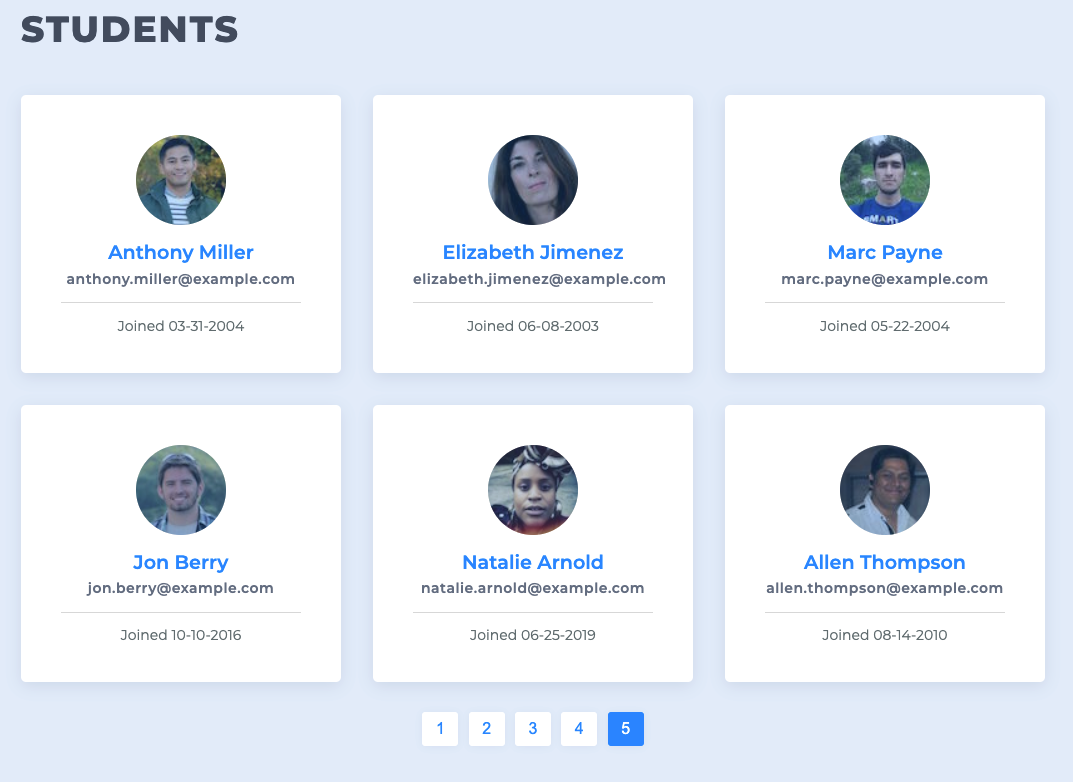 STUDENTS
Anthony Miller
anthony.miller@example.com
Joined 03-31-2004
Elizabeth Jimenez
elizabeth.jimenez@example.com
Joined 06-08-2003
Marc Payne
marc.payne@example.com
Joined 05-22-2004
Jon Berry
jon.berry@example.com
Joined 10-10-2016
Natalie Arnold
natalie.arnold@example.com
Joined 06-25-2019
Allen Thompson
allen.thompson@example.com
Joined 08-14-2010
1 2 3 4 5